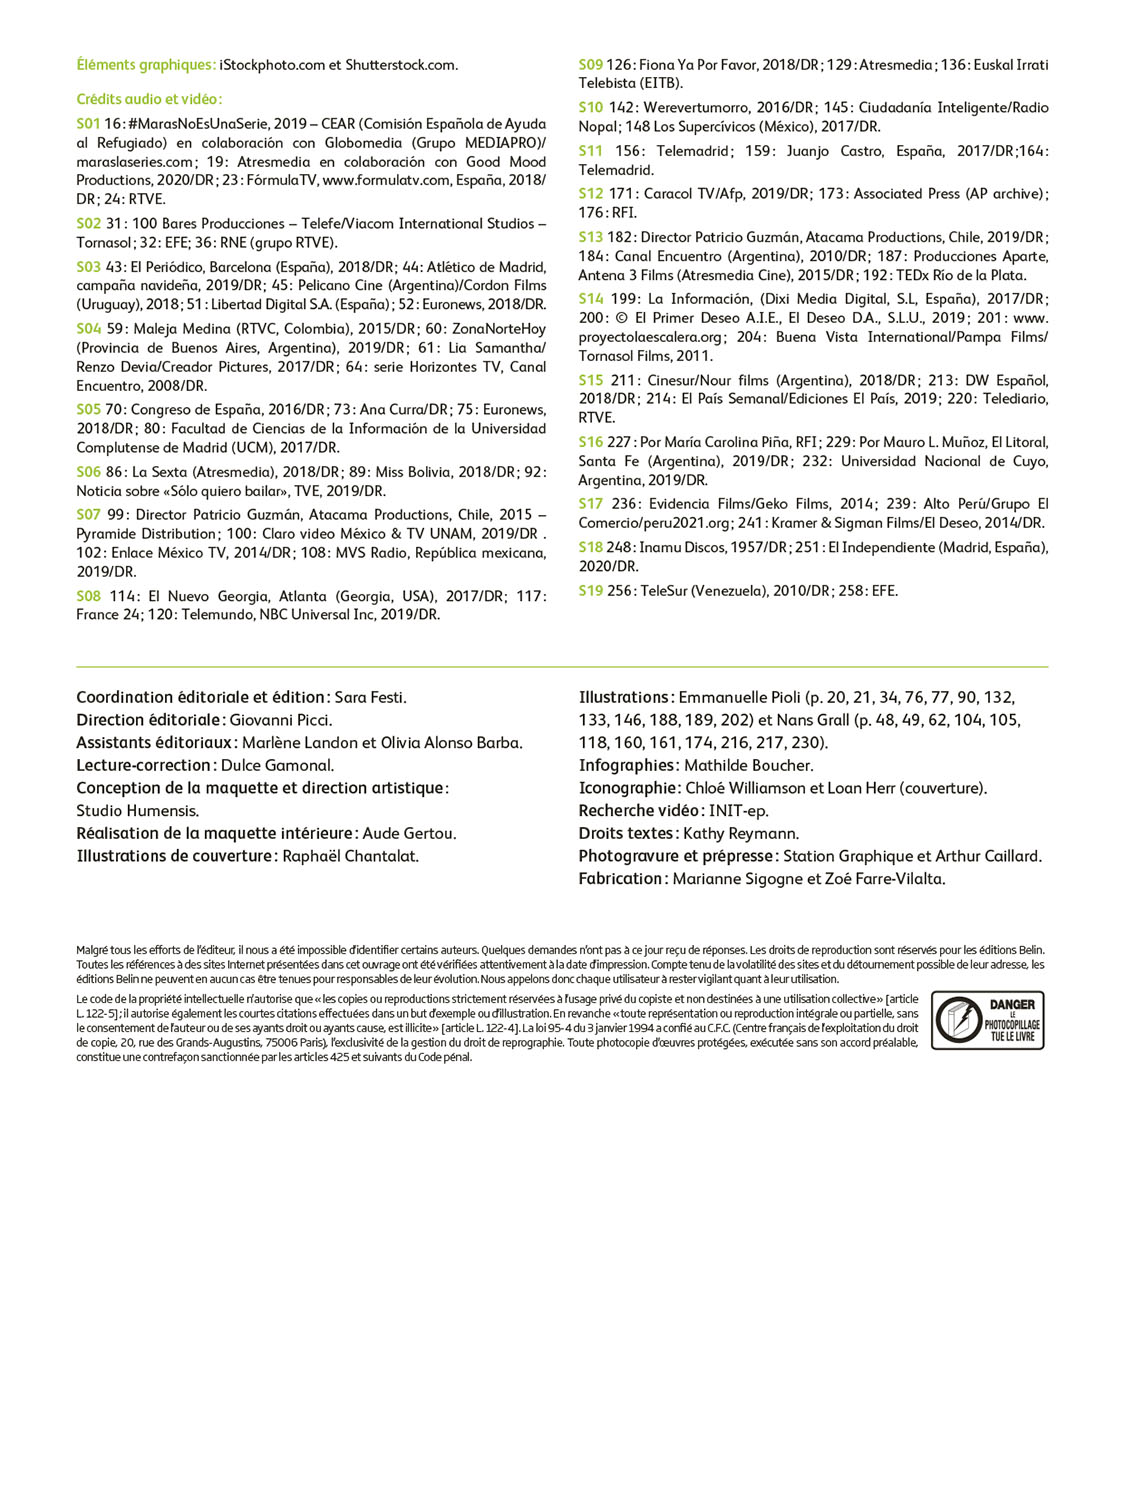 Éléments graphiques : iStockphoto.com et Shutterstock.com.
Crédits audio et vidéo :
S01 16 : #MarasNoEsUnaSerie, 2019 – CEAR (Comisión Española de Ayuda
al Refugiado) en colaboración con Globomedia (Grupo MEDIAPRO)/
maraslaseries.com ; 19 : Atresmedia en colaboración con Good Mood
Productions, 2020/DR ; 23 : FórmulaTV, www.formulatv.com, España, 2018/
DR ; 24 : RTVE.
S02 31 : 100 Bares Producciones – Telefe/Viacom International Studios –
Tornasol ; 32 : EFE; 36 : RNE (grupo RTVE).
S03 43 : El Periódico, Barcelona (España), 2018/DR ; 44 : Atlético de Madrid,
campaña navideña, 2019/DR ; 45 : Pelicano Cine (Argentina)/Cordon Films
(Uruguay), 2018 ; 51 : Libertad Digital S.A. (España) ; 52 : Euronews, 2018/DR.
S04 59 : Maleja Medina (RTVC, Colombia), 2015/DR ; 60 : ZonaNorteHoy
(Provincia de Buenos Aires, Argentina), 2019/DR ; 61 : Lia Samantha/
Renzo Devia/Creador Pictures, 2017/DR ; 64 : serie Horizontes TV, Canal
Encuentro, 2008/DR.
S05 70 : Congreso de España, 2016/DR ; 73 : Ana Curra/DR ; 75 : Euronews,
2018/DR ; 80 : Facultad de Ciencias de la Información de la Universidad
Complutense de Madrid (UCM), 2017/DR.
S06 86 : La Sexta (Atresmedia), 2018/DR ; 89 : Miss Bolivia, 2018/DR ; 92 :
Noticia sobre «Sólo quiero bailar», TVE, 2019/DR.
S07 99 : Director Patricio Guzmán, Atacama Productions, Chile, 2015 –
Pyramide Distribution ; 100 : Claro video México & TV UNAM, 2019/DR .
102 : Enlace México TV, 2014/DR ; 108 : MVS Radio, República mexicana,
2019/DR.
S08 114 : El Nuevo Georgia, Atlanta (Georgia, USA), 2017/DR; 117 :
France 24 ; 120 : Telemundo, NBC Universal Inc, 2019/DR.
S09 126 : Fiona Ya Por Favor, 2018/DR ; 129 : Atresmedia ; 136 : Euskal Irrati
Telebista (EITB).
S10 142 : Werevertumorro, 2016/DR ; 145 : Ciudadanía Inteligente/Radio
Nopal ; 148 Los Supercívicos (México), 2017/DR.
S11 156 : Telemadrid ; 159 : Juanjo Castro, España, 2017/DR ;164 :
Telemadrid.
S12 171 : Caracol TV/Afp, 2019/DR ; 173 : Associated Press (AP archive) ;
176 : RFI.
S13 182 : Director Patricio Guzmán, Atacama Productions, Chile, 2019/DR ;
184 : Canal Encuentro (Argentina), 2010/DR ; 187 : Producciones Aparte,
Antena 3 Films (Atresmedia Cine), 2015/DR ; 192 : TEDx Río de la Plata.
S14 199 : La Información, (Dixi Media Digital, S.L, España), 2017/DR ;
200 : © El Primer Deseo A.I.E., El Deseo D.A., S.L.U., 2019 ; 201 : www.
proyectolaescalera.org ; 204 : Buena Vista International/Pampa Films/
Tornasol Films, 2011.
S15 211 : Cinesur/Nour films (Argentina), 2018/DR ; 213 : DW Español,
2018/DR ; 214 : El País Semanal/Ediciones El País, 2019 ; 220 : Telediario,
RTVE.
S16 227 : Por María Carolina Piña, RFI ; 229 : Por Mauro L. Muñoz, El Litoral,
Santa Fe (Argentina), 2019/DR ; 232 : Universidad Nacional de Cuyo,
Argentina, 2019/DR.
S17 236 : Evidencia Films/Geko Films, 2014 ; 239 : Alto Perú/Grupo El
Comercio/peru2021.org ; 241 : Kramer & Sigman Films/El Deseo, 2014/DR.
S18 248 : Inamu Discos, 1957/DR ; 251 : El Independiente (Madrid, España),
2020/DR.
S19 256 : TeleSur (Venezuela), 2010/DR ; 258 : EFE.
Coordination éditoriale et édition : Sara Festi.
Direction éditoriale : Giovanni Picci.
Assistants éditoriaux : Marlène Landon et Olivia Alonso Barba.
Lecture-correction : Dulce Gamonal.
Conception de la maquette et direction artistique :
Studio Humensis.
Réalisation de la maquette intérieure : Aude Gertou.
Illustrations de couverture : Raphaël Chantalat.
Illustrations : Emmanuelle Pioli (p. 20, 21, 34, 76, 77, 90, 132,
133, 146, 188, 189, 202) et Nans Grall (p. 48, 49, 62, 104, 105,
118, 160, 161, 174, 216, 217, 230).
Infographies : Mathilde Boucher.
Iconographie : Chloé Williamson et Loan Herr (couverture).
Recherche vidéo : INIT-ep.
Droits textes : Kathy Reymann.
Photogravure et prépresse : Station Graphique et Arthur Caillard.
Fabrication : Marianne Sigogne et Zoé Farre-Vilalta.
Malgré tous les efforts de l'éditeur, il nous a été impossible d'identifier certains auteurs. Quelques demandes n'ont pas à ce jour reçu de réponses. Les droits de reproduction sont réservés pour les éditions Belin.
Toutes les références à des sites Internet présentées dans cet ouvrage ont été vérifiées attentivement à la date d'impression. Compte tenu de la volatilité des sites et du détournement possible de leur adresse, les
éditions Belin ne peuvent en aucun cas être tenues pour responsables de leur évolution. Nous appelons donc chaque utilisateur à rester vigilant quant à leur utilisation.
Le code de la propriété intellectuelle n'autorise que « les copies ou reproductions strictement réservées à l'usage privé du copiste et non destinées à une utilisation collective » [article
L. 122-5] ; il autorise également les courtes citations effectuées dans un but d'exemple ou d'illustration. En revanche « toute représentation ou reproduction intégrale ou partielle, sans
le consentement de l'auteur ou de ses ayants droit ou ayants cause, est illicite » [article L. 122-4]. La loi 95-4 du 3 janvier 1994 a confié au C.F.C. (Centre français de l'exploitation du droit
de copie, 20, rue des Grands-Augustins, 75006 Paris), l'exclusivité de la gestion du droit de reprographie. Toute photocopie d'œuvres protégées, exécutée sans son accord préalable,
constitue une contrefaçon sanctionnée par les articles 425 et suivants du Code pénal.
DANGER
LE
PHOTOCOPILLAGE
TUE LE LIVRE